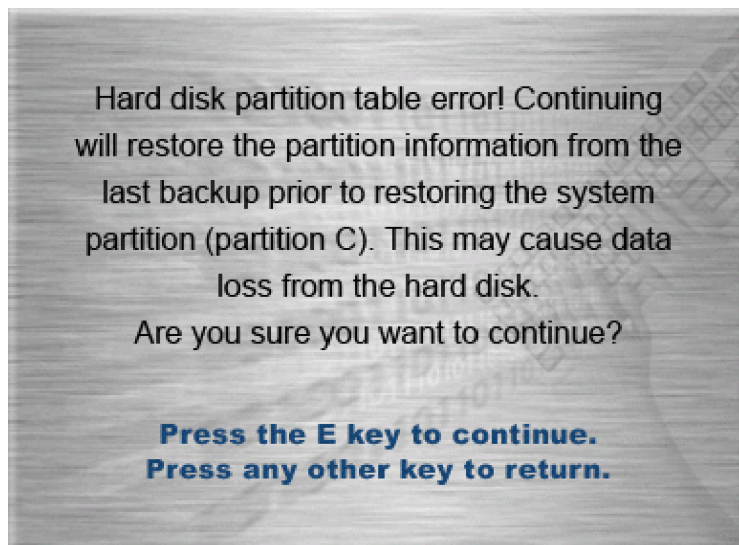 Hard disk partition table error! Continuing
will restore the partition information from the
last backup prior to restoring the system
partition (partition C). This may cause data
loss from the hard disk.
Are you sure you want to continue?
Press the E key to continue.
Press any other key to return.